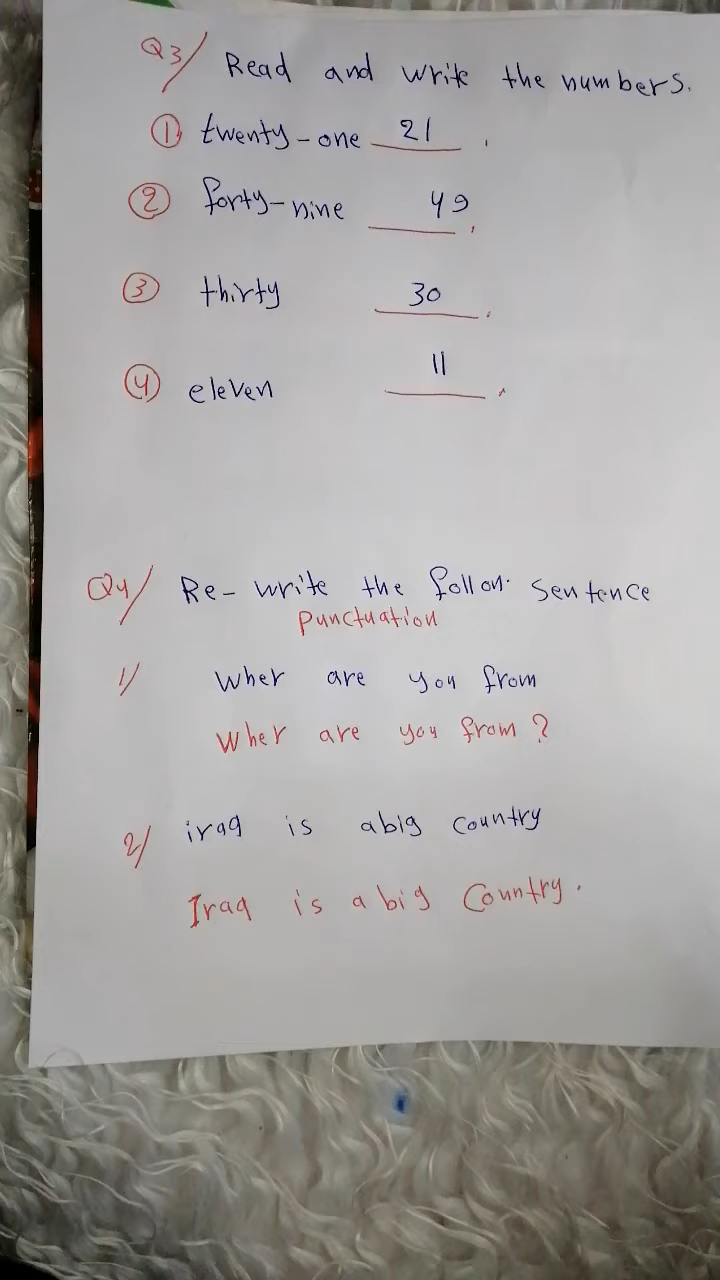 Q3/ Read and write the numbers.
① twenty-one 21 .
② forty-nine 49 .
③ thirty 30 .
④ eleven 11 .
Q4/ Re-write the follon. sentence
punctuation
1/ Wher are you from
Wher are you from ?
2/ iraq is abig country
Iraq is a big Country.